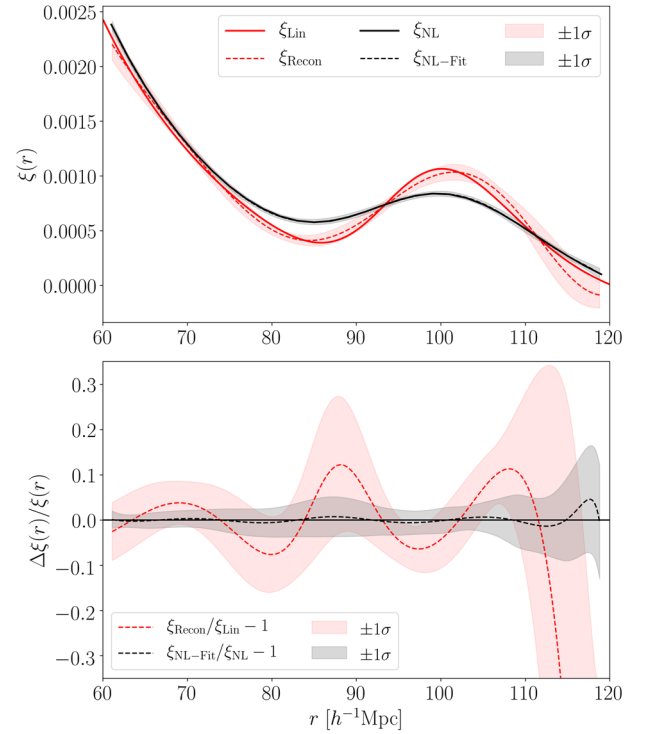 0.0025
0.0020
0.0015
0.0010
0.0005
0.0000
ξ(r)
ξLin
ξRecon
ξNL
ξNL−Fit
±1σ
±1σ
60 70 80 90 100 110 120
0.3
0.2
0.1
0.0
−0.1
−0.2
−0.3
Δξ(r)/ξ(r)
ξRecon/ξLin − 1
ξNL−Fit/ξNL − 1
±1σ
±1σ
60 70 80 90 100 110 120
r [h⁻¹Mpc]